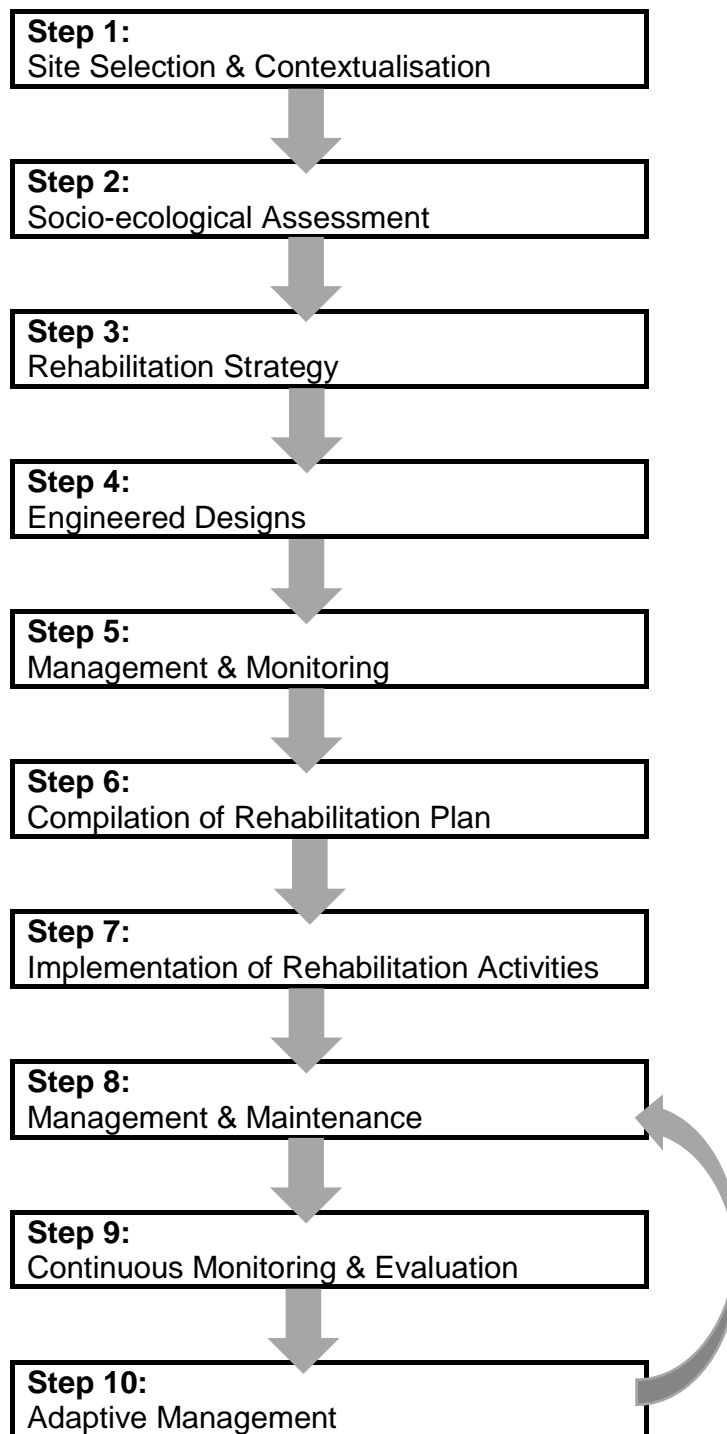 Step 1:
Site Selection & Contextualisation
Step 2:
Socio-ecological Assessment
Step 3:
Rehabilitation Strategy
Step 4:
Engineered Designs
Step 5:
Management & Monitoring
Step 6:
Compilation of Rehabilitation Plan
Step 7:
Implementation of Rehabilitation Activities
Step 8:
Management & Maintenance
Step 9:
Continuous Monitoring & Evaluation
Step 10:
Adaptive Management